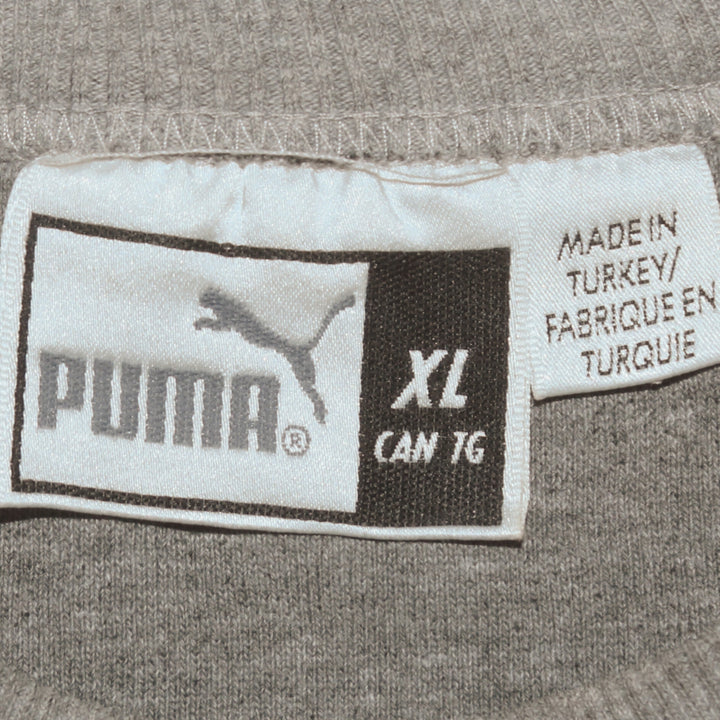 PUMA®
XL
CAN TG
MADE IN
TURKEY/
FABRIQUE EN
TURQUIE